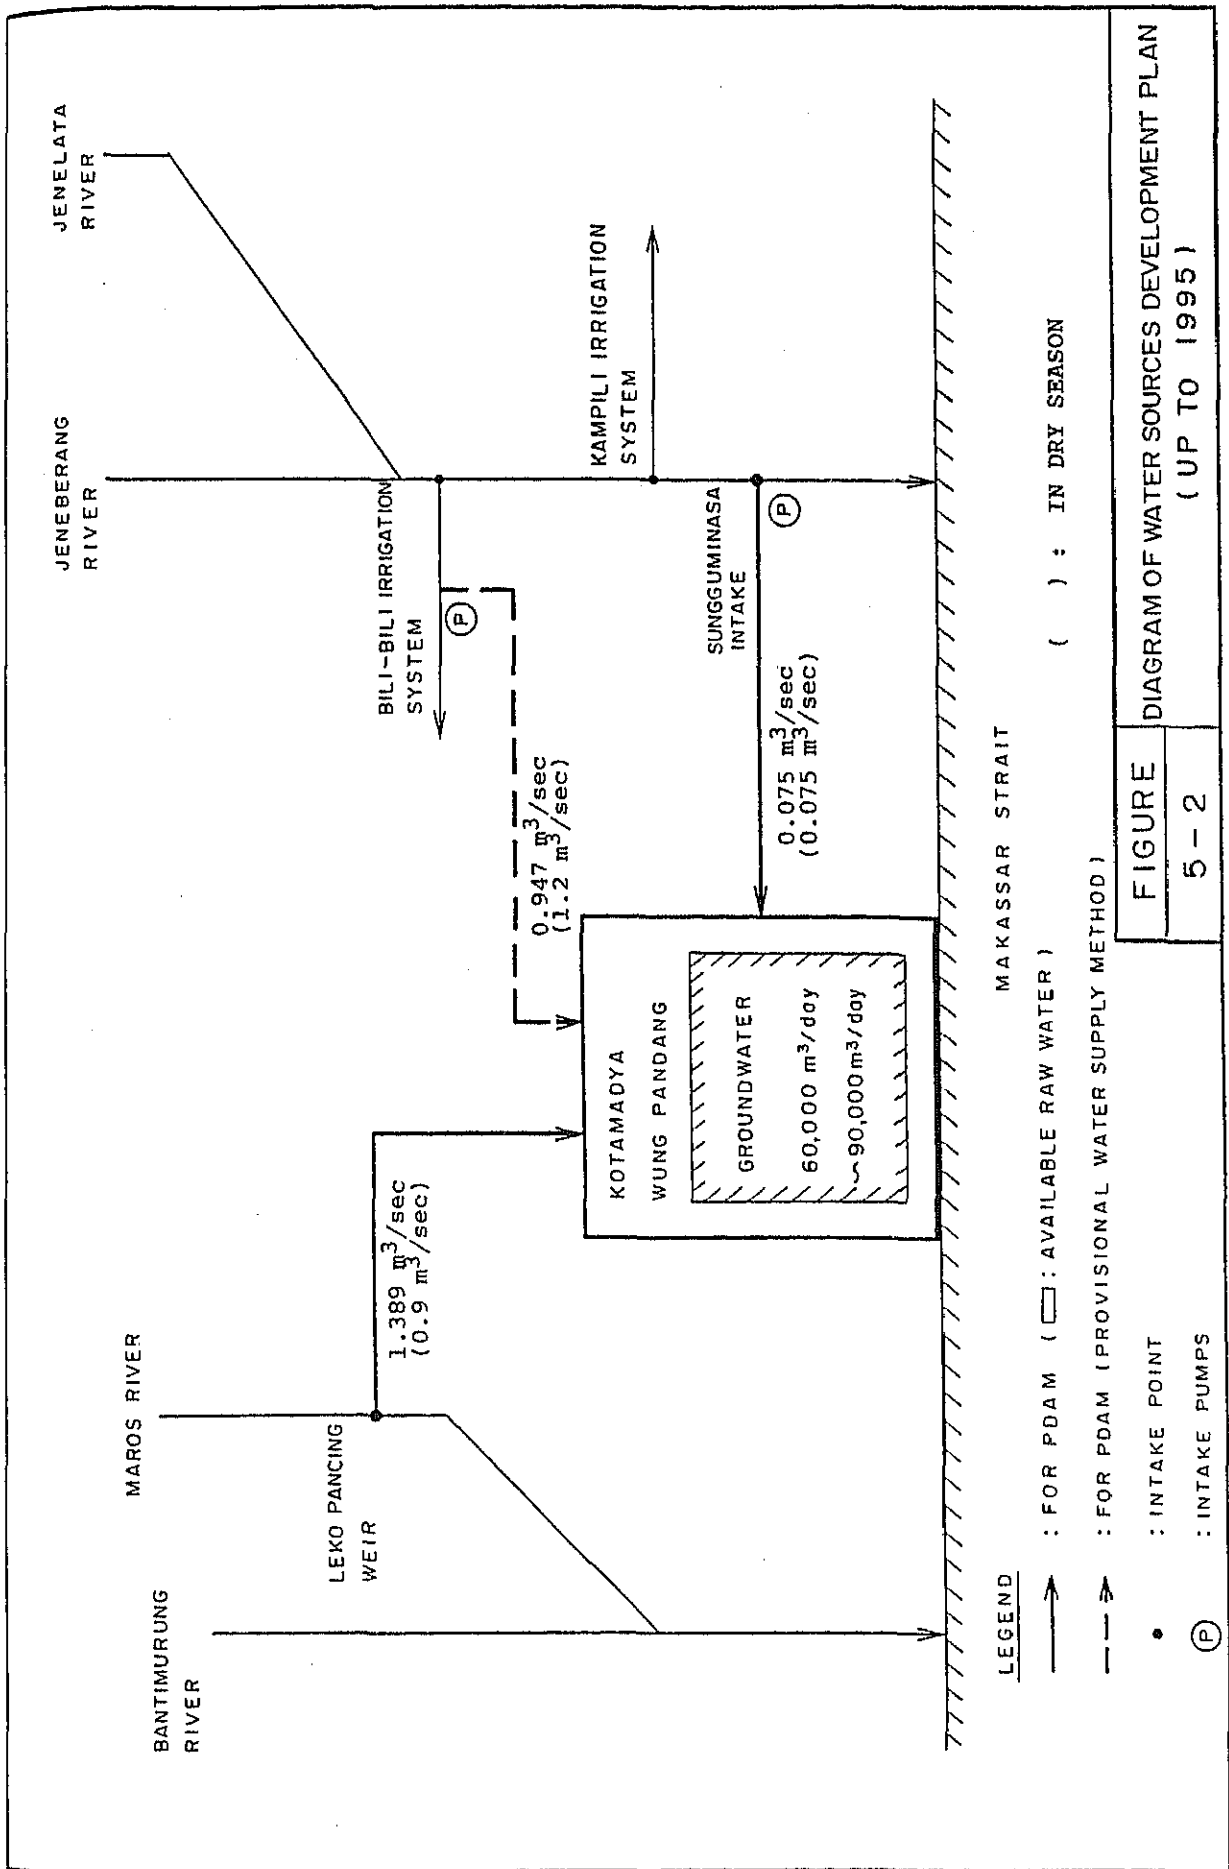 BANTIMURUNG
RIVER
MAROS RIVER
JENEBERANG
RIVER
JENELATA
RIVER
LEKO PANCING
WEIR
1.389 m³/sec
(0.9 m³/sec)
BILI-BILI IRRIGATION
SYSTEM
P
0.947 m³/sec
(1.2 m³/sec)
KAMPILI IRRIGATION
SYSTEM
SUNGGUMINASA
INTAKE
P
0.075 m³/sec
(0.075 m³/sec)
KOTAMADYA
WUNG PANDANG
GROUNDWATER
60,000 m³/day
~90,000 m³/day
MAKASSAR STRAIT
LEGEND
: FOR PDAM ( : AVAILABLE RAW WATER )
( ) : IN DRY SEASON
: FOR PDAM (PROVISIONAL WATER SUPPLY METHOD)
: INTAKE POINT
P : INTAKE PUMPS
FIGURE
5-2
DIAGRAM OF WATER SOURCES DEVELOPMENT PLAN
(UP TO 1995)